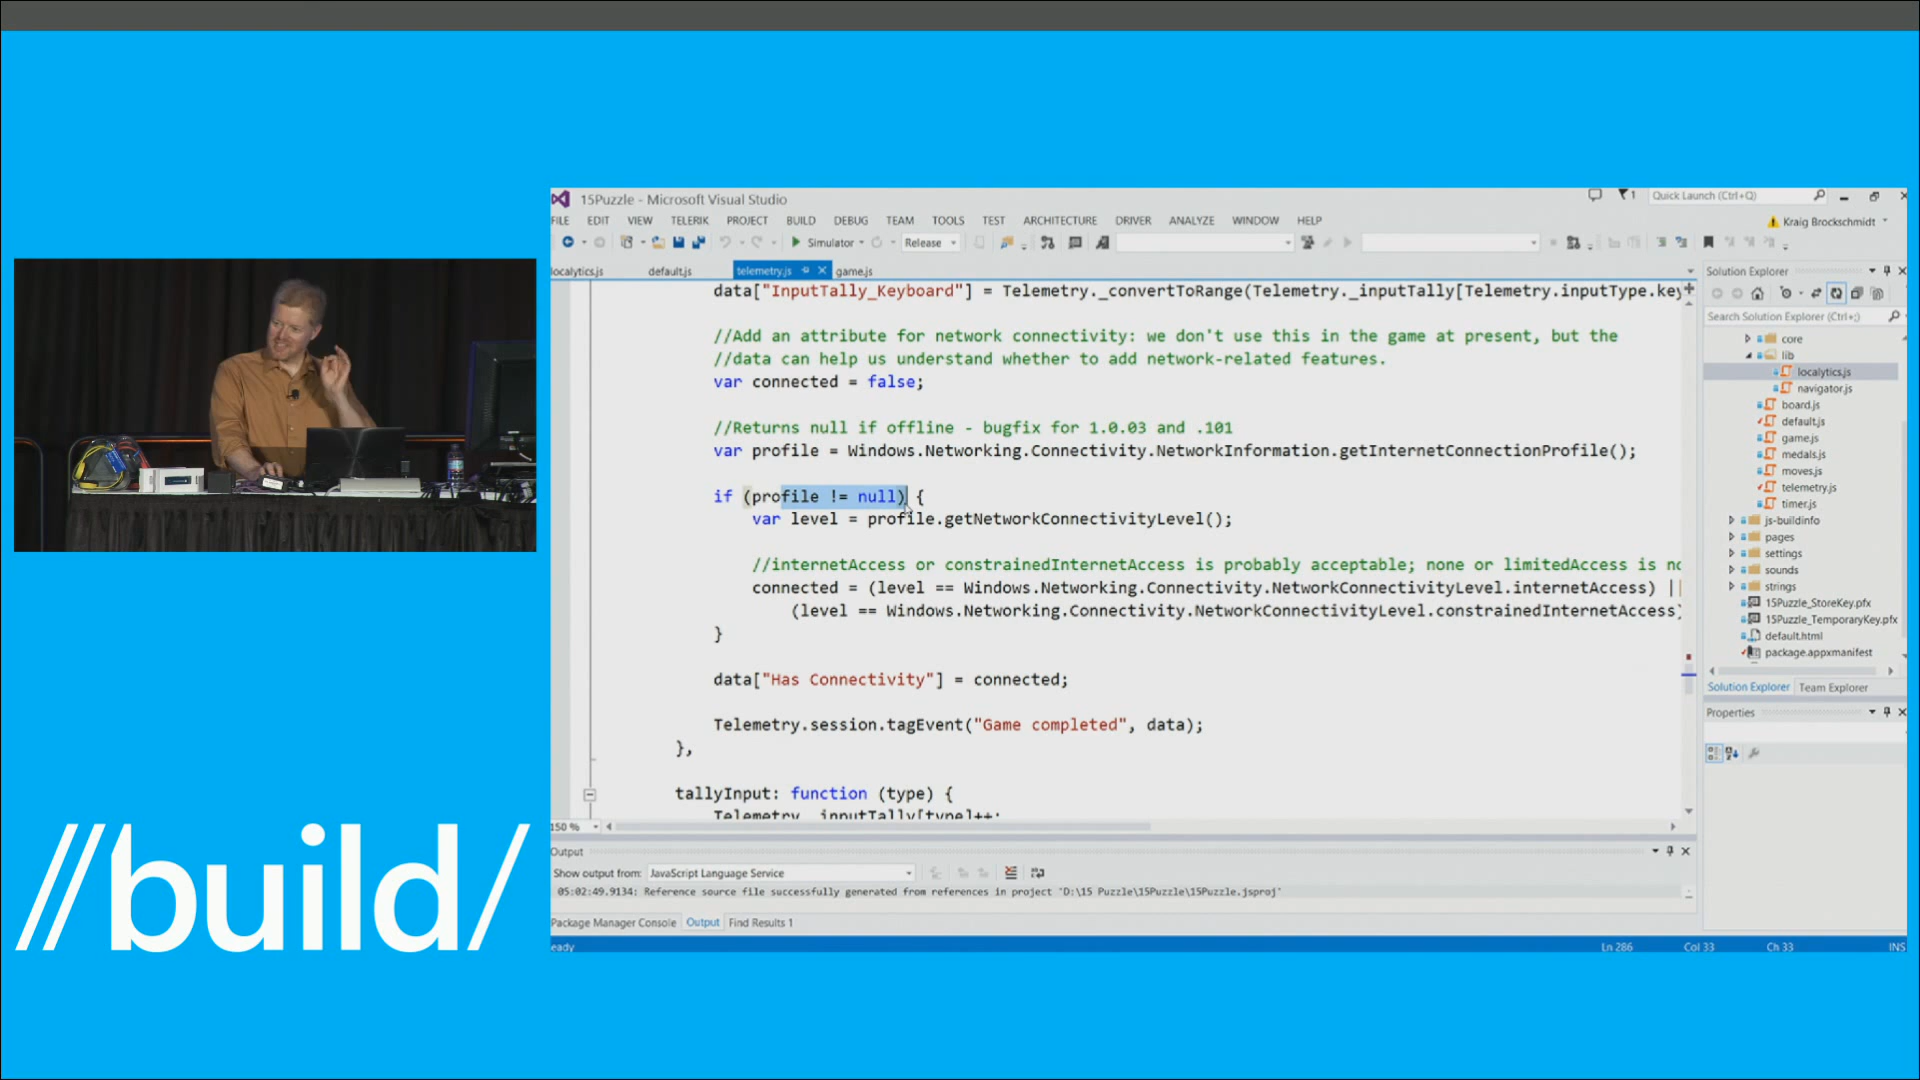 15Puzzle - Microsoft Visual Studio
1
Quick Launch (Ctrl+Q)
FILE EDIT VIEW TELERIK PROJECT BUILD DEBUG TEAM TOOLS TEST ARCHITECTURE DRIVER ANALYZE WINDOW HELP
Kraig Brockschmidt
Simulator
Release
localytics.js default.js telemetry.js game.js
data["InputTally_Keyboard"] = Telemetry._convertToRange(Telemetry._inputTally[Telemetry.inputType.key
//Add an attribute for network connectivity: we don't use this in the game at present, but the
//data can help us understand whether to add network-related features.
var connected = false;
//Returns null if offline - bugfix for 1.0.03 and .101
var profile = Windows.Networking.Connectivity.NetworkInformation.getInternetConnectionProfile();
if (profile != null) {
var level = profile.getNetworkConnectivityLevel();
//internetAccess or constrainedInternetAccess is probably acceptable; none or limitedAccess is no
connected = (level == Windows.Networking.Connectivity.NetworkConnectivityLevel.internetAccess) ||
(level == Windows.Networking.Connectivity.NetworkConnectivityLevel.constrainedInternetAccess)
}
data["Has Connectivity"] = connected;
Telemetry.session.tagEvent("Game completed", data);
},
tallyInput: function (type) {
Telemetry._inputTally[type]++;
150 %
Output
Show output from: JavaScript Language Service
05:02:49.9134: Reference source file successfully generated from references in project 'D:\15 Puzzle\15Puzzle\15Puzzle.jsproj'
Package Manager Console Output Find Results 1
eady
Ln 286 Col 33 Ch 33 INS
Solution Explorer
Search Solution Explorer (Ctrl+;)
core
lib
localytics.js
navigator.js
board.js
default.js
game.js
medals.js
moves.js
telemetry.js
timer.js
js-buildinfo
pages
settings
sounds
strings
15Puzzle_StoreKey.pfx
15Puzzle_TemporaryKey.pfx
default.html
package.appxmanifest
Solution Explorer Team Explorer
Properties
//build/